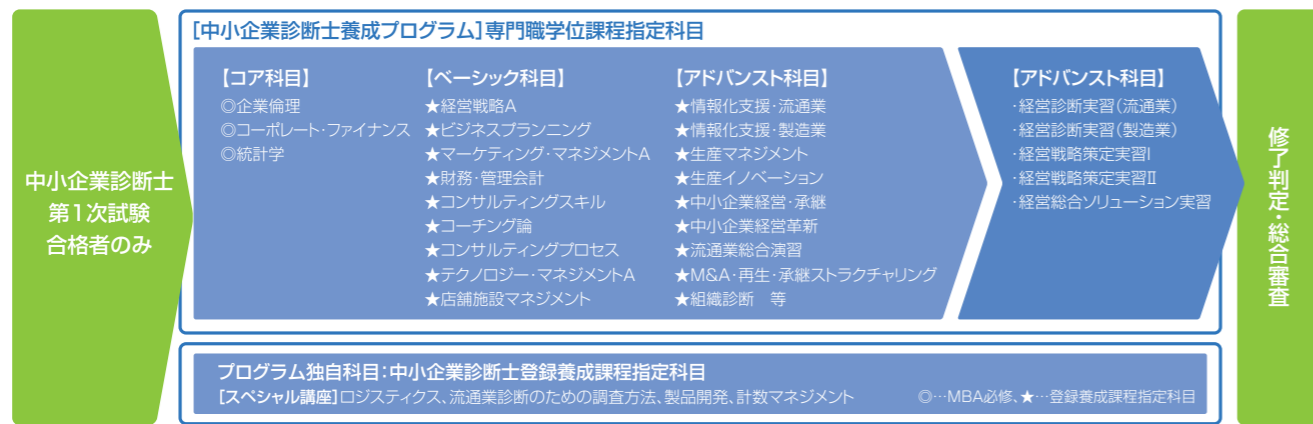 中小企業診断士
第1次試験
合格者のみ
[中小企業診断士養成プログラム]専門職学位課程指定科目
【コア科目】
◎企業倫理
◎コーポレート・ファイナンス
◎統計学
【ベーシック科目】
★経営戦略A
★ビジネスプランニング
★マーケティング・マネジメントA
★財務・管理会計
★コンサルティングスキル
★コーチング論
★コンサルティングプロセス
★テクノロジー・マネジメントA
★店舗施設マネジメント
【アドバンスト科目】
★情報化支援・流通業
★情報化支援・製造業
★生産マネジメント
★生産イノベーション
★中小企業経営・承継
★中小企業経営革新
★流通業総合演習
★M&A・再生・承継ストラクチャリング
★組織診断　等
【アドバンスト科目】
・経営診断実習(流通業)
・経営診断実習(製造業)
・経営戦略策定実習Ⅰ
・経営戦略策定実習Ⅱ
・経営総合ソリューション実習
プログラム独自科目:中小企業診断士登録養成課程指定科目
[スペシャル講座]ロジスティクス、流通業診断のための調査方法、製品開発、計数マネジメント
◎…MBA必修、★…登録養成課程指定科目
修了判定・総合審査